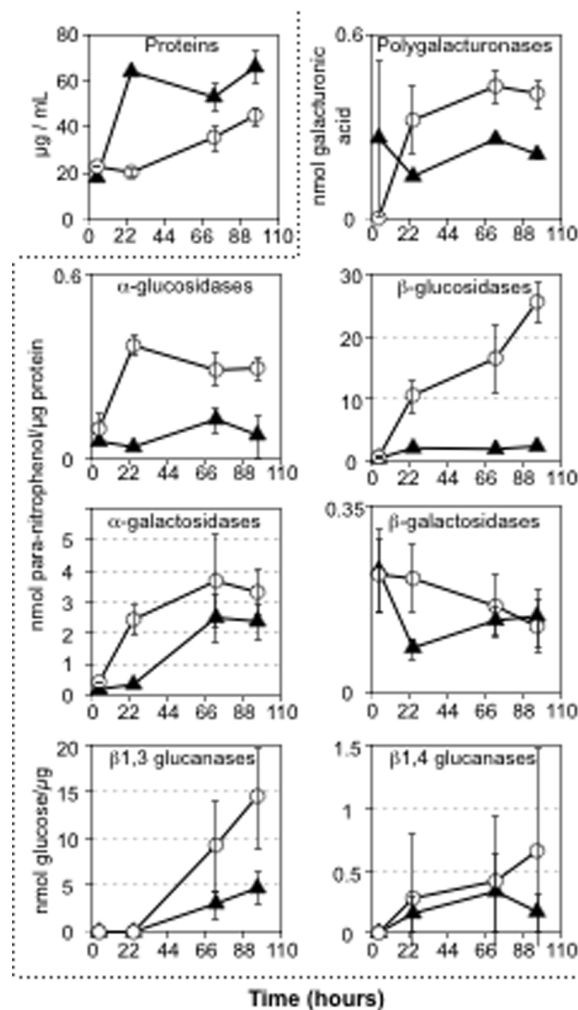 Proteins
80
60
40
20
0
µg / mL
0 22 44 66 88 110
Polygalacturonases
0.6
0
nmol galacturonic
acid
0 22 44 66 88 110
α-glucosidases
0.6
0
0 22 44 66 88 110
β-glucosidases
30
20
10
0
0 22 44 66 88 110
nmol para-nitrophenol/µg protein
α-galactosidases
5
4
3
2
1
0
0 22 44 66 88 110
β-galactosidases
0.35
0
0 22 44 66 88 110
β1,3 glucanases
20
15
10
5
0
nmol glucose/µg
0 22 44 66 88 110
β1,4 glucanases
1.5
1
0.5
0
0 22 44 66 88 110
Time (hours)